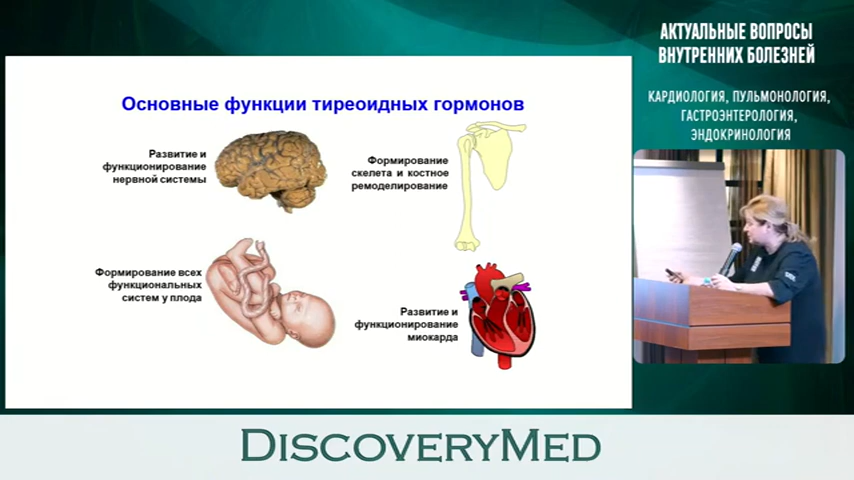 АКТУАЛЬНЫЕ ВОПРОСЫ
ВНУТРЕННИХ БОЛЕЗНЕЙ
КАРДИОЛОГИЯ, ПУЛЬМОНОЛОГИЯ,
ГАСТРОЭНТЕРОЛОГИЯ,
ЭНДОКРИНОЛОГИЯ
Основные функции тиреоидных гормонов
Развитие и
функционирование
нервной системы
Формирование
скелета и костное
ремоделирование
Формирование всех
функциональных
систем у плода
Развитие и
функционирование
миокарда
DISCOVERYMED